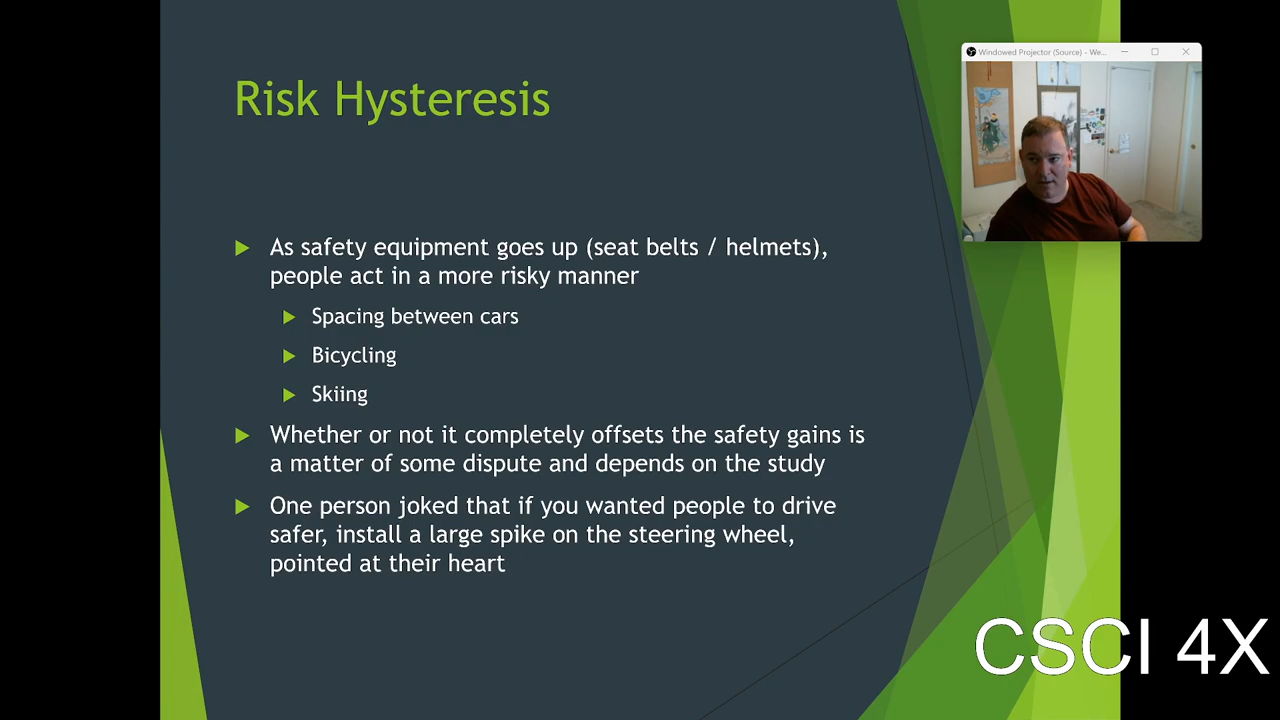 Windowed Projector (Source) - We...
Risk Hysteresis
As safety equipment goes up (seat belts / helmets),
people act in a more risky manner
Spacing between cars
Bicycling
Skiing
Whether or not it completely offsets the safety gains is
a matter of some dispute and depends on the study
One person joked that if you wanted people to drive
safer, install a large spike on the steering wheel,
pointed at their heart
CSCI 4X